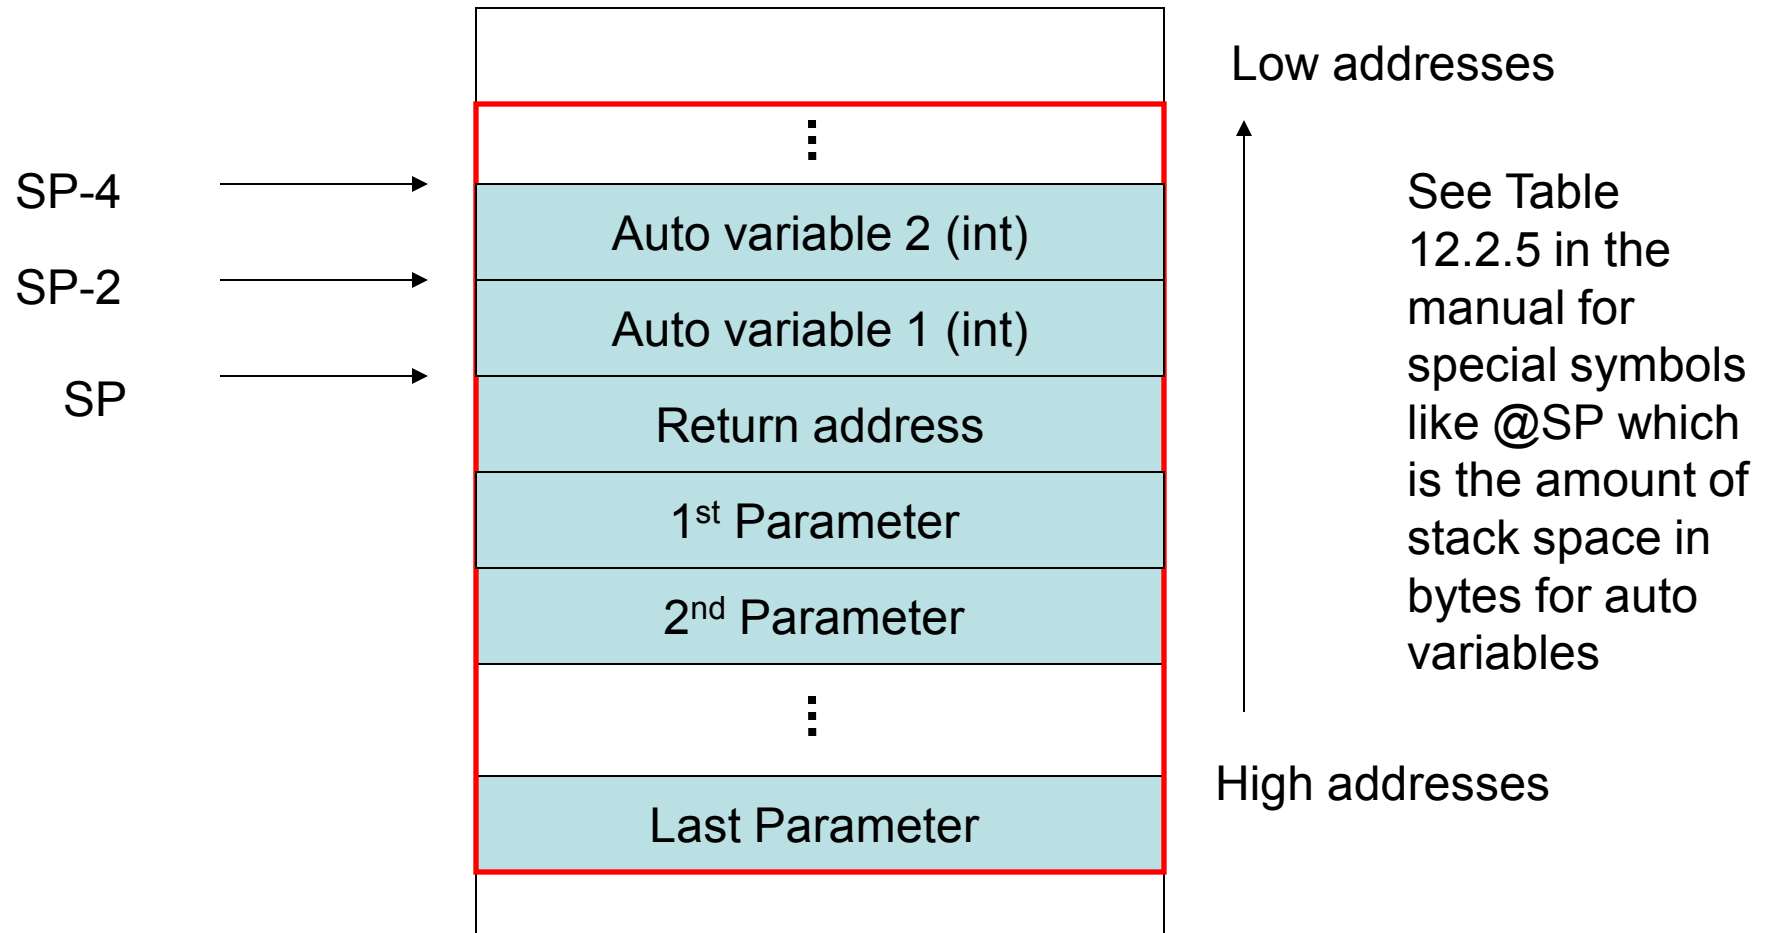 Low addresses
⋮
SP-4
Auto variable 2 (int)
SP-2
Auto variable 1 (int)
SP
Return address
1st Parameter
2nd Parameter
⋮
Last Parameter
See Table
12.2.5 in the
manual for
special symbols
like @SP which
is the amount of
stack space in
bytes for auto
variables
High addresses